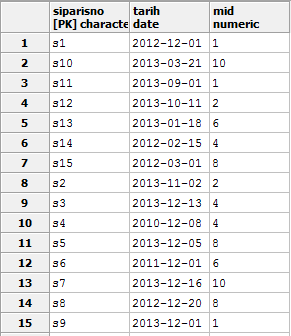 siparisno tarih mid
[PK] characte date numeric
1 s1 2012-12-01 1
2 s10 2012-03-21 10
3 s11 2013-09-01 1
4 s12 2013-10-11 2
5 s13 2013-01-18 6
6 s14 2012-02-15 4
7 s15 2012-03-01 8
8 s2 2013-11-02 2
9 s3 2013-12-13 4
10 s4 2010-12-08 4
11 s5 2013-12-05 8
12 s6 2011-12-01 6
13 s7 2013-12-16 10
14 s8 2012-12-20 8
15 s9 2013-12-01 1